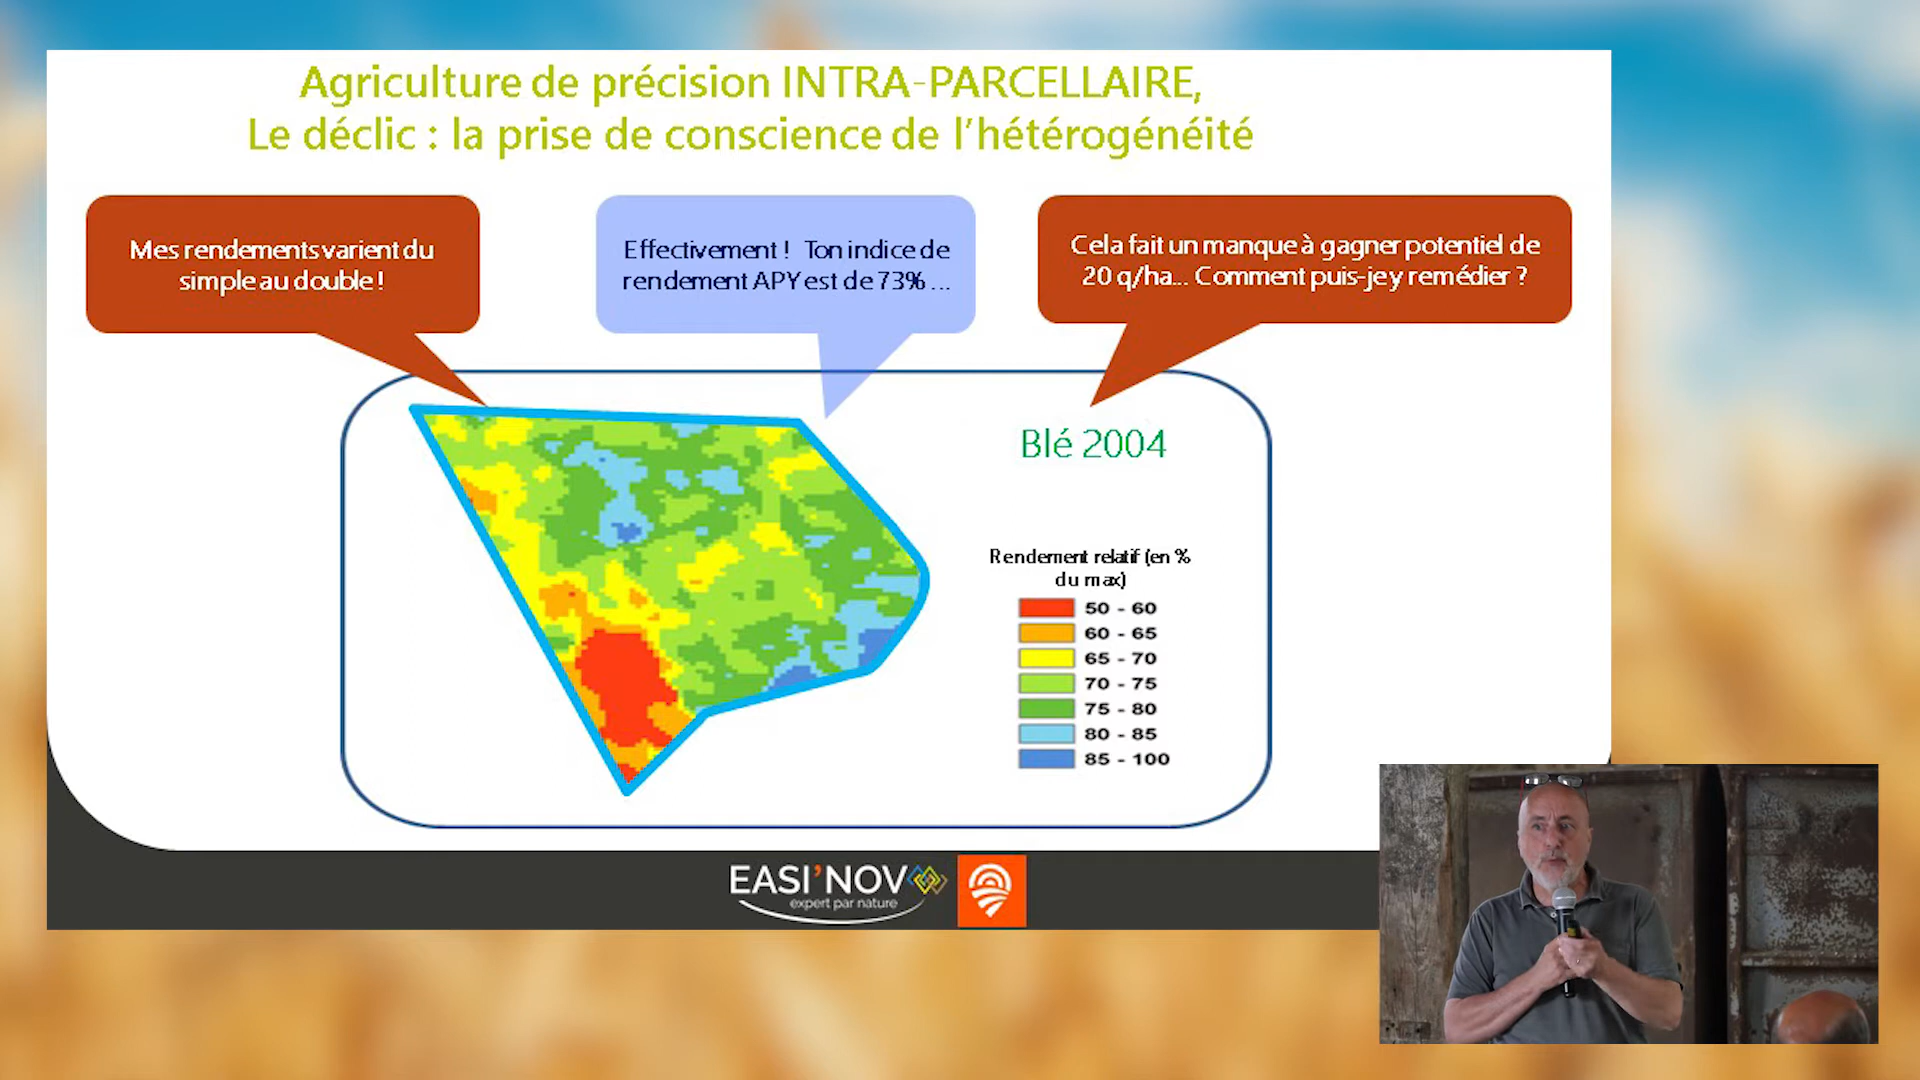 Agriculture de précision INTRA-PARCELLAIRE,
Le déclic : la prise de conscience de l'hétérogénéité
Mes rendements varient du
simple au double !
Effectivement ! Ton indice de
rendement APY est de 73% ...
Cela fait un manque à gagner potentiel de
20 q/ha... Comment puis-je y remédier ?
Blé 2004
Rendement relatif (en %
du max)
50 - 60
60 - 65
65 - 70
70 - 75
75 - 80
80 - 85
85 - 100
EASI'NOV
expert par nature